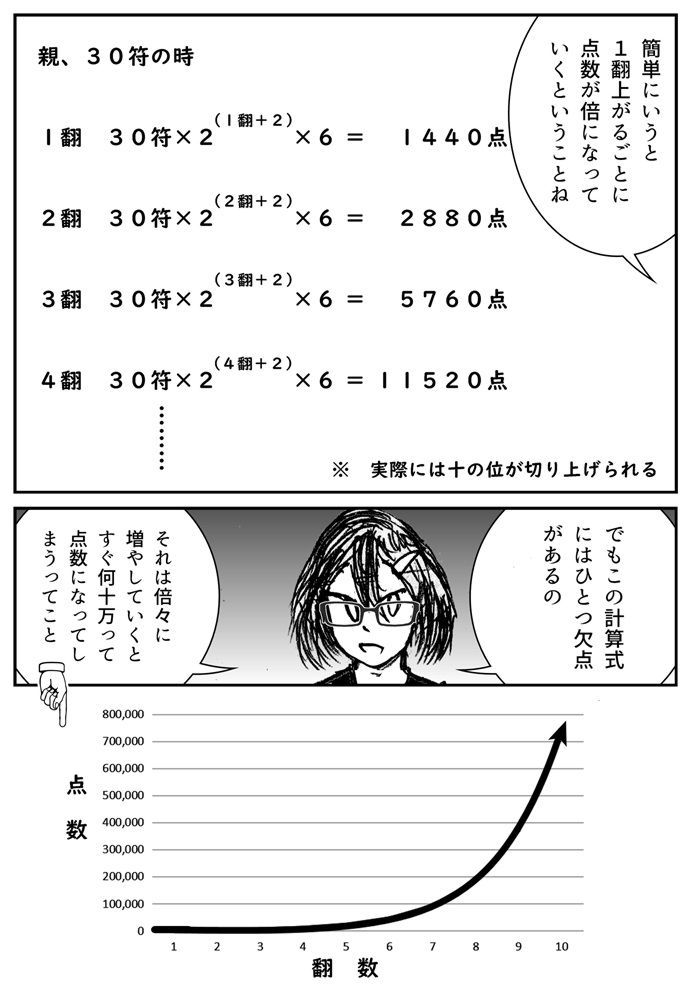 簡単にいうと
１翻上がるごとに
点数が倍になって
いくということね
親、３０符の時
１翻　３０符×２（１翻＋２）×６＝　１４４０点
２翻　３０符×２（２翻＋２）×６＝　２８８０点
３翻　３０符×２（３翻＋２）×６＝　５７６０点
４翻　３０符×２（４翻＋２）×６＝１１５２０点
※　実際には十の位が切り上げられる
でもこの計算式
にはひとつ欠点
があるの
それは倍々に
増やしていくと
すぐ何十万って
点数になってし
まうってこと
点数
800,000
700,000
600,000
500,000
400,000
300,000
200,000
100,000
0
1 2 3 4 5 6 7 8 9 10
翻　数